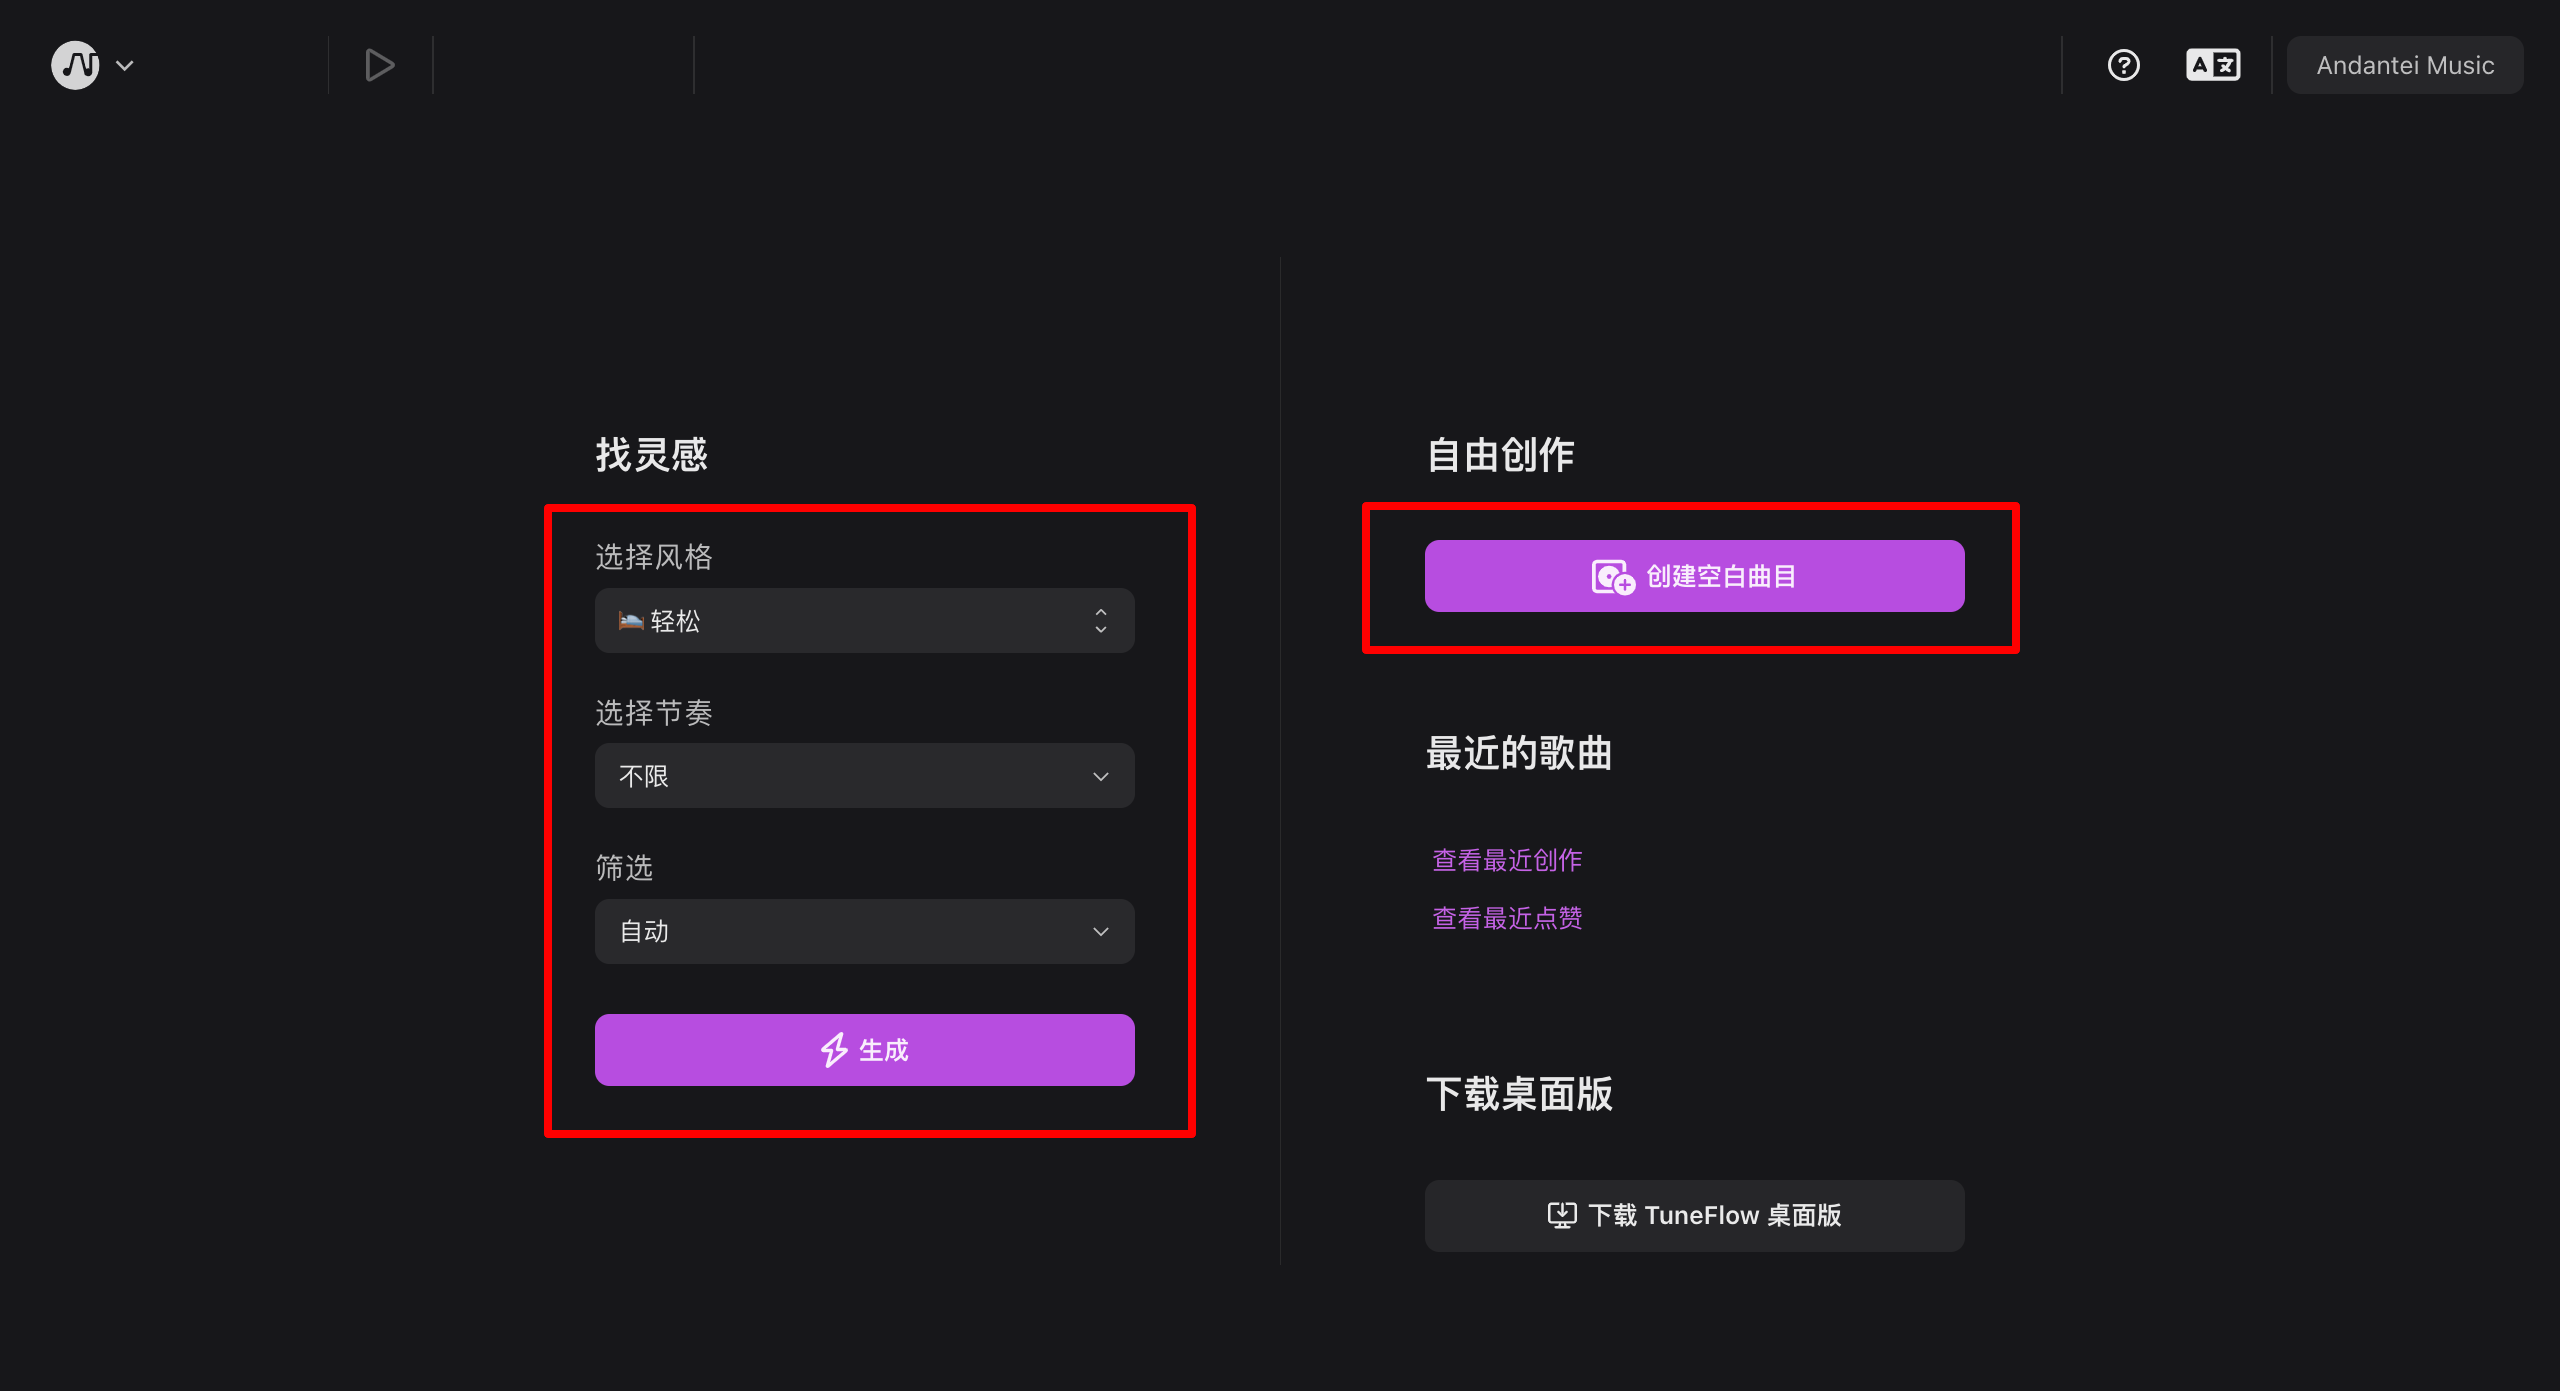 Andantei Music
找灵感
选择风格
轻松
选择节奏
不限
筛选
自动
生成
自由创作
创建空白曲目
最近的歌曲
查看最近创作
查看最近点赞
下载桌面版
下载 TuneFlow 桌面版